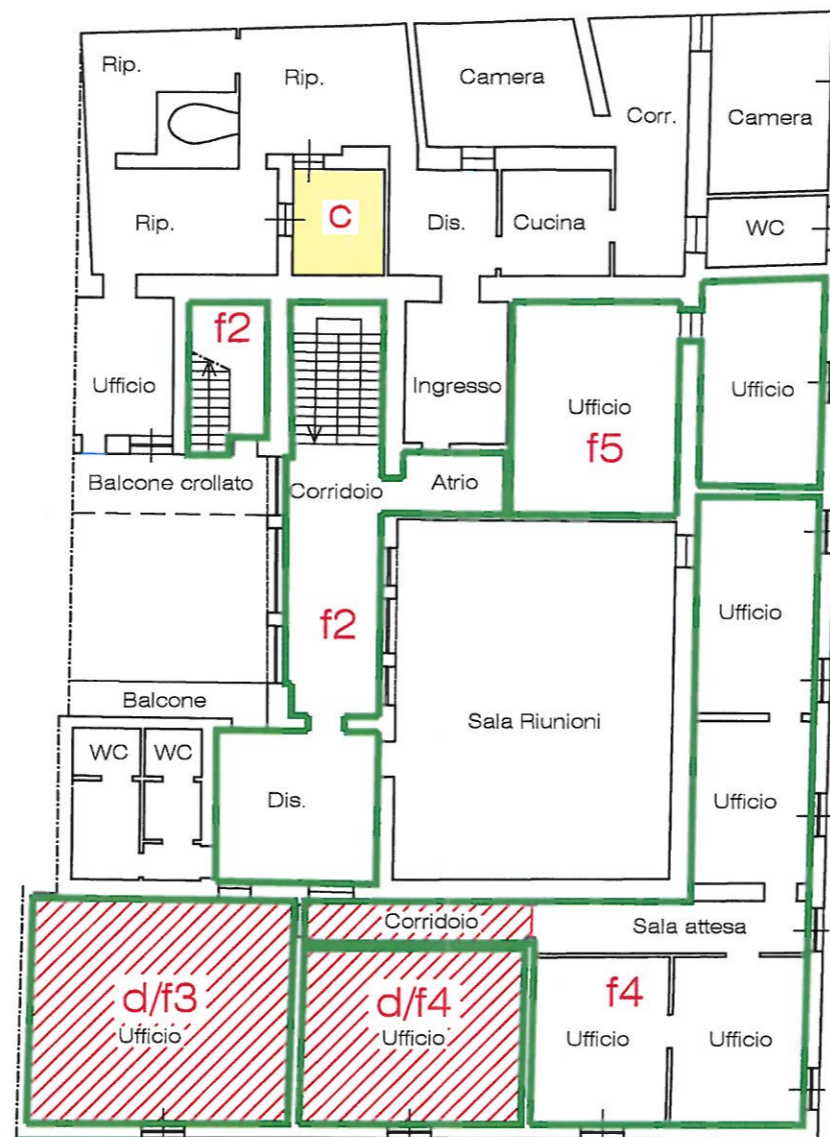 Rip.
Rip.
Camera
Corr.
Camera
Rip.
C
Dis.
Cucina
WC
f2
Ufficio
Ingresso
Ufficio
f5
Ufficio
Balcone crollato
Corridoio
Atrio
f2
Ufficio
Balcone
Sala Riunioni
WC
WC
Dis.
Ufficio
Corridoio
Sala attesa
d/f3
Ufficio
d/f4
Ufficio
f4
Ufficio
Ufficio